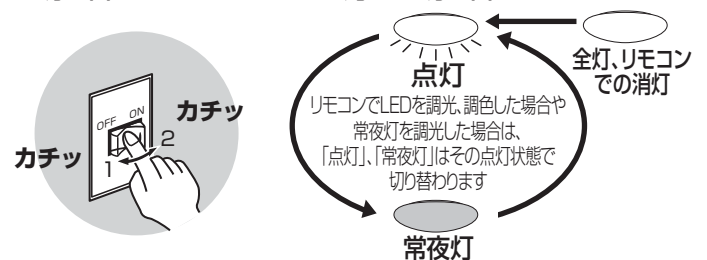 OFF ON
カチッ
2
カチッ
1
点灯
全灯、リモコン
での消灯
リモコンでLEDを調光、調色した場合や
常夜灯を調光した場合は、
「点灯」、「常夜灯」はその点灯状態で
切り替わります
常夜灯